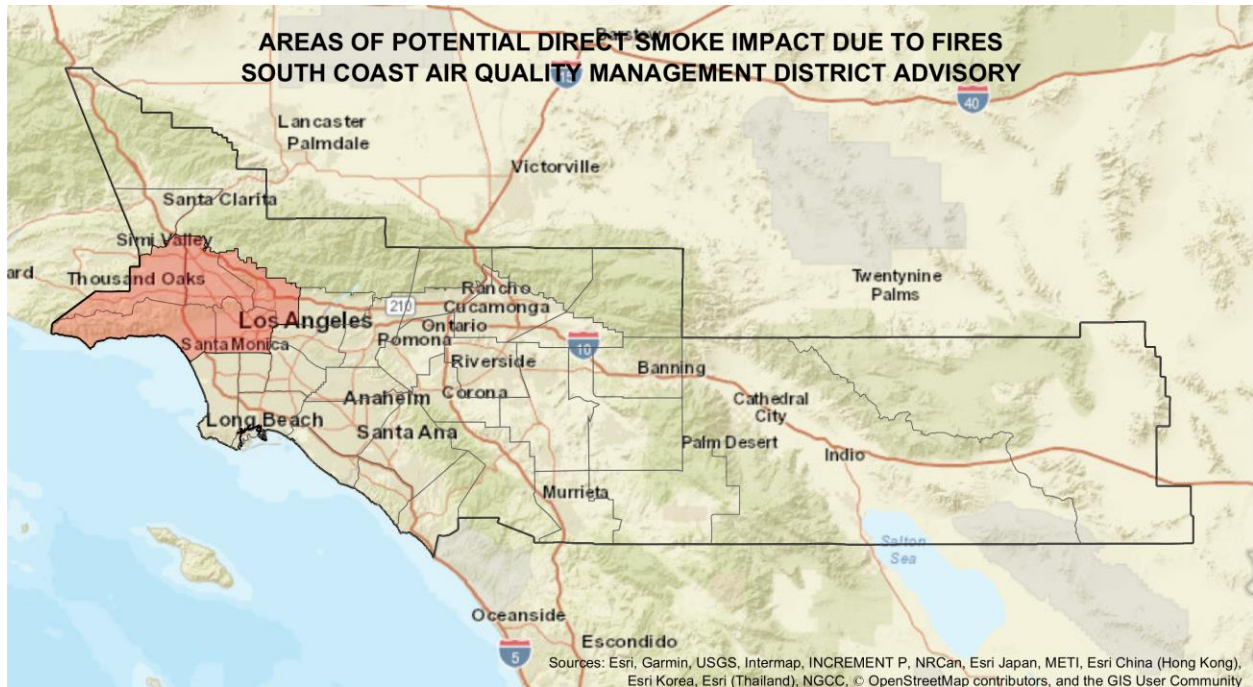 AREAS OF POTENTIAL DIRECT SMOKE IMPACT DUE TO FIRES
SOUTH COAST AIR QUALITY MANAGEMENT DISTRICT ADVISORY
Barstow
15
40
Lancaster
Palmdale
Victorville
Santa Clarita
Simi Valley
ard
Thousand Oaks
Twentynine
Palms
Rancho
Cucamonga
210
Los Angeles
Ontario
Pomona
Santa Monica
10
Riverside
Banning
Anaheim
Corona
Cathedral
City
Long Beach
Santa Ana
Palm Desert
Indio
Murrieta
Salton
Sea
Oceanside
Escondido
5
Sources: Esri, Garmin, USGS, Intermap, INCREMENT P, NRCan, Esri Japan, METI, Esri China (Hong Kong),
Esri Korea, Esri (Thailand), NGCC, © OpenStreetMap contributors, and the GIS User Community